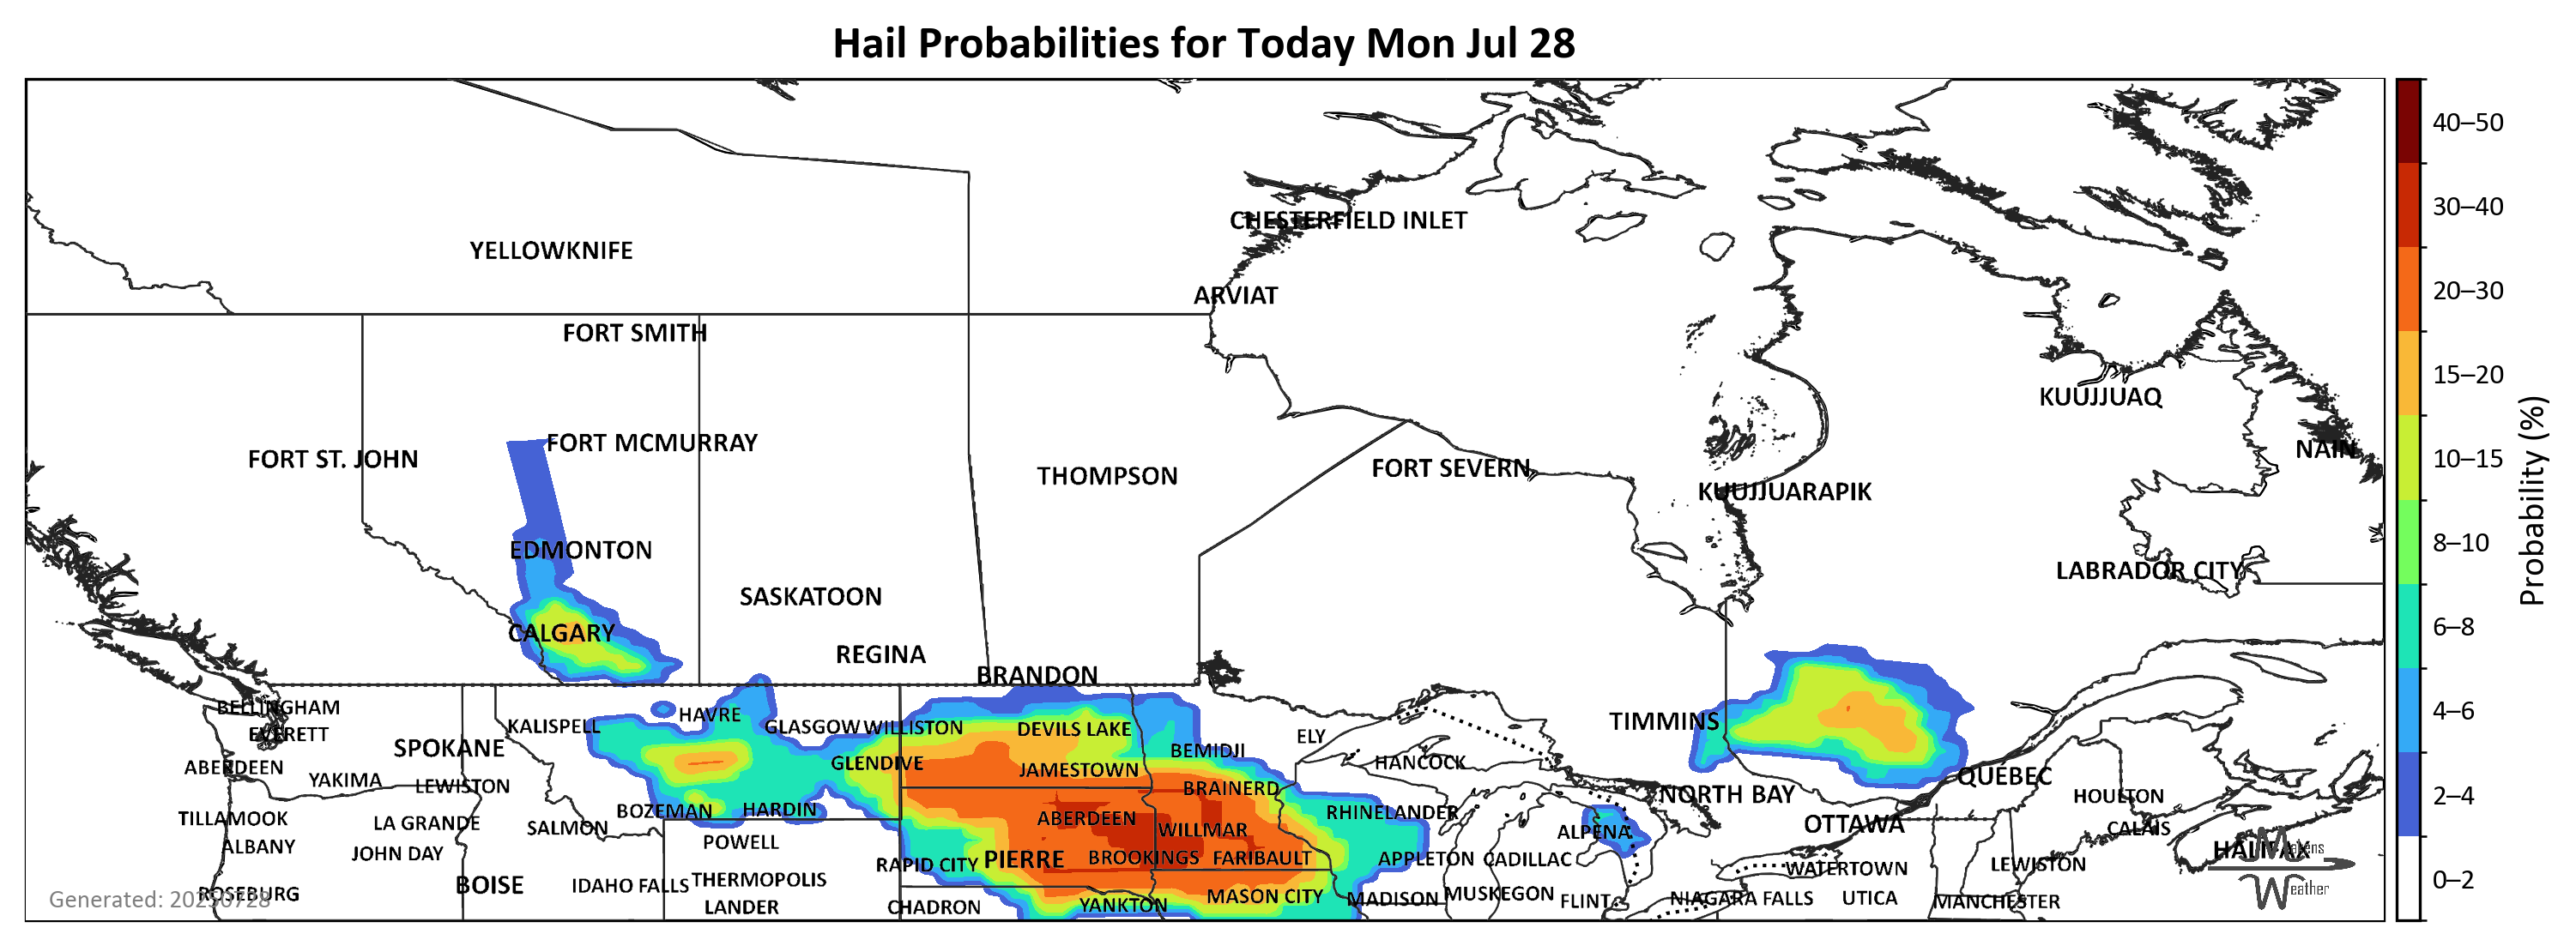 Hail Probabilities for Today Mon Jul 28
40–50
30–40
CHESTERFIELD INLET
YELLOWKNIFE
20–30
ARVIAT
FORT SMITH
15–20
KUUJJUAQ
FORT MCMURRAY
NAIN
FORT ST. JOHN
10–15
FORT SEVERN
THOMPSON
KUUJJUARAPIK
Probability (%)
8–10
EDMONTON
LABRADOR CITY
SASKATOON
6–8
CALGARY
REGINA
BRANDON
BELLINGHAM
HAVRE
4–6
KALISPELL
GLASGOW
WILLISTON
DEVILS LAKE
TIMMINS
EVERETT
SPOKANE
BEMIDJI
ELY
ABERDEEN
GLENDIVE
JAMESTOWN
HANCOCK
QUEBEC
YAKIMA
LEWISTON
BRAINERD
NORTH BAY
HOULTON
2–4
BOZEMAN
HARDIN
RHINELANDER
TILLAMOOK
LA GRANDE
SALMON
ABERDEEN
WILLMAR
ALPENA
OTTAWA
CALAIS
ALBANY
JOHN DAY
POWELL
RAPID CITY
PIERRE
BROOKINGS
FARIBAULT
APPLETON
CADILLAC
WATERTOWN
LEWISTON
HALIFAX
BOISE
IDAHO FALLS
THERMOPOLIS
0–2
ROSEBURG
Generated: 20250728
LANDER
CHADRON
YANKTON
MASON CITY
MADISON
MUSKEGON
FLINT
NIAGARA FALLS
UTICA
MANCHESTER
Weather